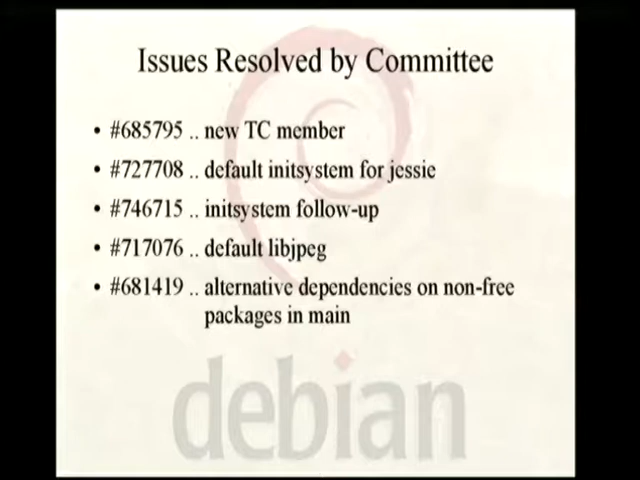 Issues Resolved by Committee
• #685795 .. new TC member
• #727708 .. default initsystem for jessie
• #746715 .. initsystem follow-up
• #717076 .. default libjpeg
• #681419 .. alternative dependencies on non-free
packages in main
debian